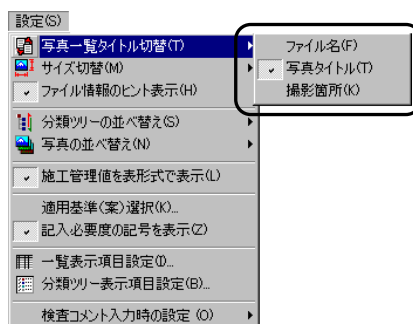 設定(S)
写真一覧タイトル切替(T)
サイズ切替(M)
ファイル情報のヒント表示(H)
分類ツリーの並べ替え(S)
写真の並べ替え(N)
施工管理値を表形式で表示(L)
適用基準(案)選択(K)...
記入必要度の記号を表示(Z)
一覧表示項目設定(I)...
分類ツリー表示項目設定(B)...
検査コメント入力時の設定 (O)
ファイル名(F)
写真タイトル(T)
撮影箇所(K)